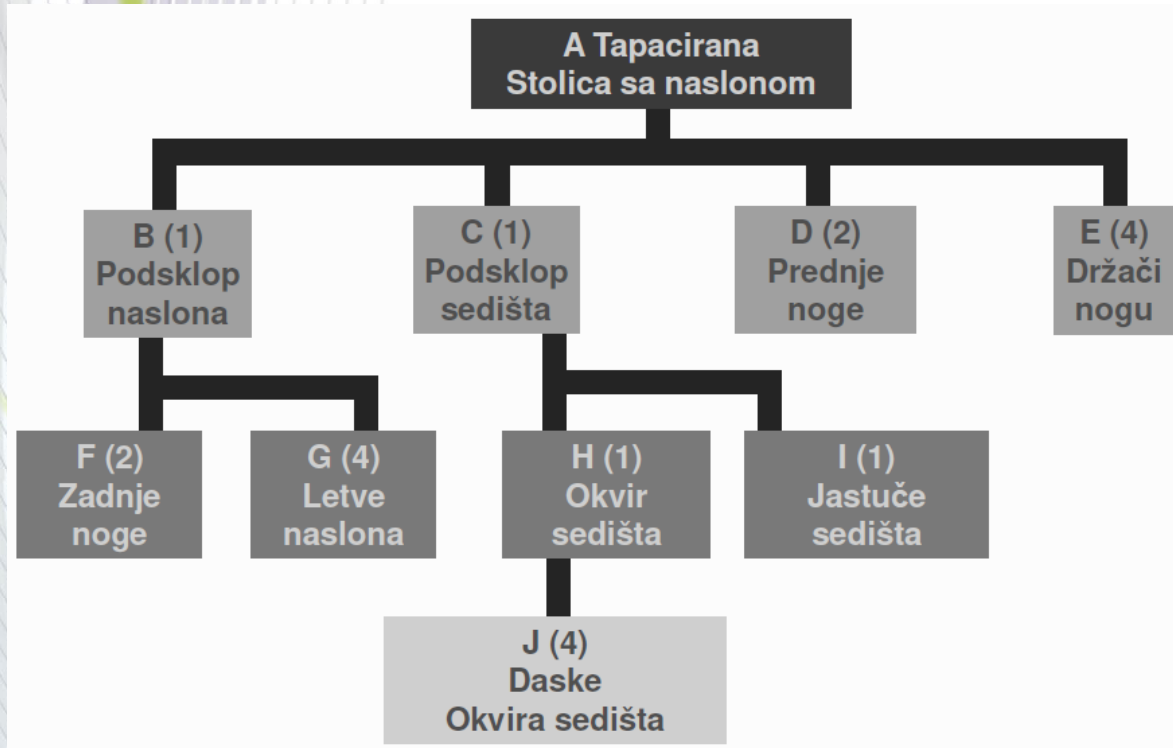 A Tapacirana
Stolica sa naslonom
B (1)
Podsklop
naslona
C (1)
Podsklop
sedišta
D (2)
Prednje
noge
E (4)
Držači
nogu
F (2)
Zadnje
noge
G (4)
Letve
naslona
H (1)
Okvir
sedišta
I (1)
Jastuče
sedišta
J (4)
Daske
Okvira sedišta